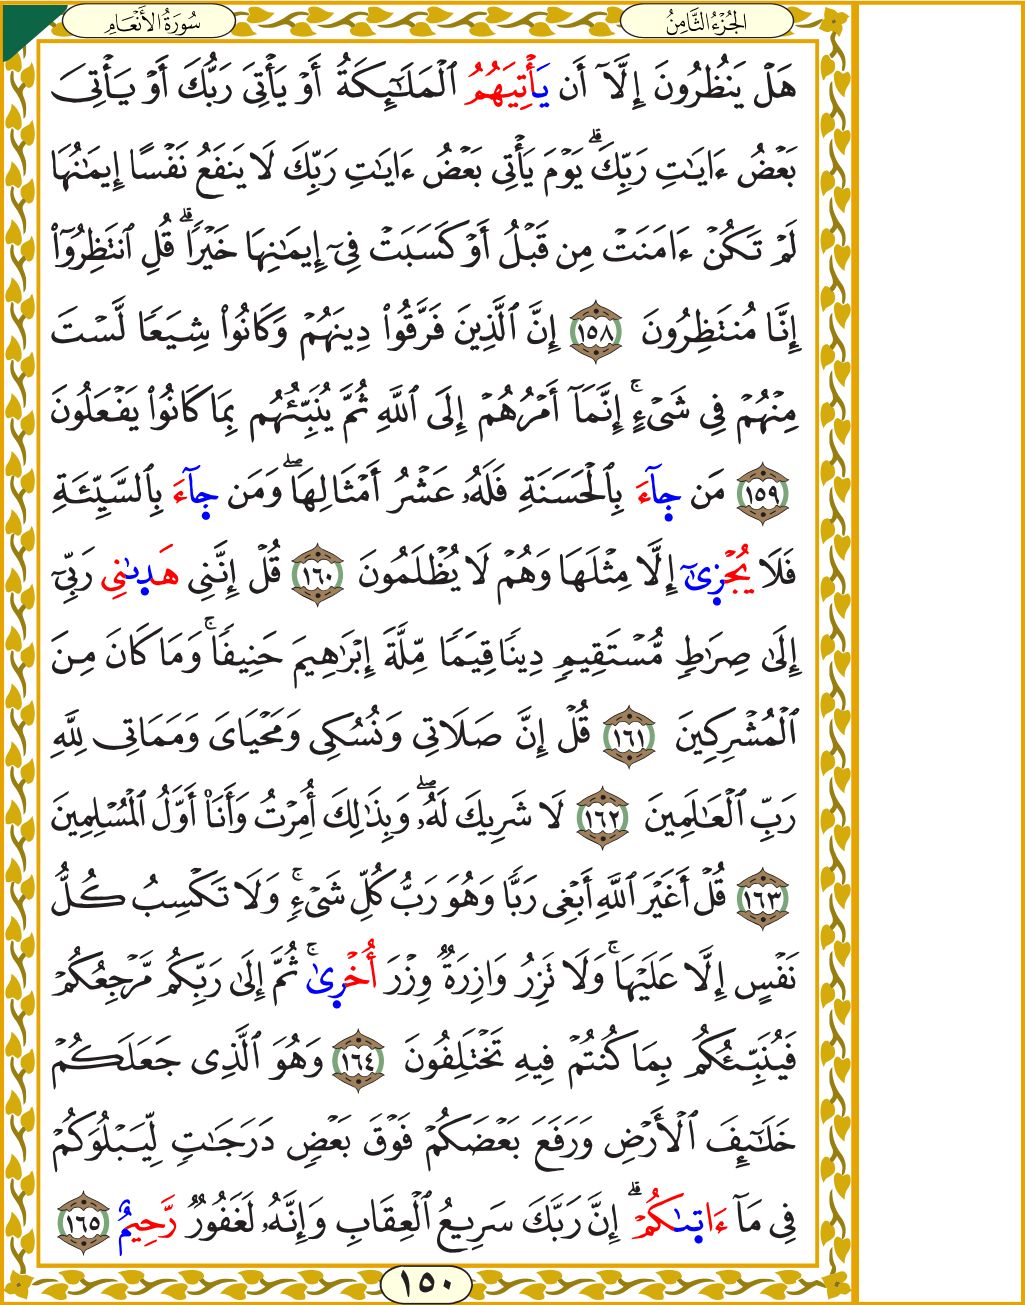 الجُزْءُ الثَّامِنُ
سُورَةُ الأَنْعَامِ
هَلْ يَنظُرُونَ إِلَّآ أَن يَأْتِيَهُمُ ٱلْمَلَٰٓئِكَةُ أَوْ يَأْتِىَ رَبُّكَ أَوْ يَأْتِىَ
بَعْضُ ءَايَٰتِ رَبِّكَ ۗ يَوْمَ يَأْتِى بَعْضُ ءَايَٰتِ رَبِّكَ لَا يَنفَعُ نَفْسًا إِيمَٰنُهَا
لَمْ تَكُنْ ءَامَنَتْ مِن قَبْلُ أَوْ كَسَبَتْ فِىٓ إِيمَٰنِهَا خَيْرًا ۗ قُلِ ٱنتَظِرُوٓا۟
إِنَّا مُنتَظِرُونَ ١٥٨ إِنَّ ٱلَّذِينَ فَرَّقُوا۟ دِينَهُمْ وَكَانُوا۟ شِيَعًا لَّسْتَ
مِنْهُمْ فِى شَىْءٍ ۚ إِنَّمَآ أَمْرُهُمْ إِلَى ٱللَّهِ ثُمَّ يُنَبِّئُهُم بِمَا كَانُوا۟ يَفْعَلُونَ
١٥٩ مَن جَآءَ بِٱلْحَسَنَةِ فَلَهُۥ عَشْرُ أَمْثَالِهَا ۖ وَمَن جَآءَ بِٱلسَّيِّئَةِ
فَلَا يُجْزَىٰٓ إِلَّا مِثْلَهَا وَهُمْ لَا يُظْلَمُونَ ١٦٠ قُلْ إِنَّنِى هَدىٰنِى رَبِّىٓ
إِلَىٰ صِرَٰطٍ مُّسْتَقِيمٍ دِينًا قِيَمًا مِّلَّةَ إِبْرَٰهِيمَ حَنِيفًا ۚ وَمَا كَانَ مِنَ
ٱلْمُشْرِكِينَ ١٦١ قُلْ إِنَّ صَلَاتِى وَنُسُكِى وَمَحْيَاىَ وَمَمَاتِى لِلَّهِ
رَبِّ ٱلْعَٰلَمِينَ ١٦٢ لَا شَرِيكَ لَهُۥ ۖ وَبِذَٰلِكَ أُمِرْتُ وَأَنَا۠ أَوَّلُ ٱلْمُسْلِمِينَ
١٦٣ قُلْ أَغَيْرَ ٱللَّهِ أَبْغِى رَبًّا وَهُوَ رَبُّ كُلِّ شَىْءٍ ۚ وَلَا تَكْسِبُ كُلُّ
نَفْسٍ إِلَّا عَلَيْهَا ۚ وَلَا تَزِرُ وَازِرَةٌ وِزْرَ أُخْرَىٰ ۚ ثُمَّ إِلَىٰ رَبِّكُم مَّرْجِعُكُمْ
فَيُنَبِّئُكُم بِمَا كُنتُمْ فِيهِ تَخْتَلِفُونَ ١٦٤ وَهُوَ ٱلَّذِى جَعَلَكُمْ
خَلَٰٓئِفَ ٱلْأَرْضِ وَرَفَعَ بَعْضَكُمْ فَوْقَ بَعْضٍ دَرَجَٰتٍ لِّيَبْلُوَكُمْ
فِى مَآ ءَاتىٰكُمْ ۗ إِنَّ رَبَّكَ سَرِيعُ ٱلْعِقَابِ وَإِنَّهُۥ لَغَفُورٌ رَّحِيمٌ ١٦٥
١٥٠